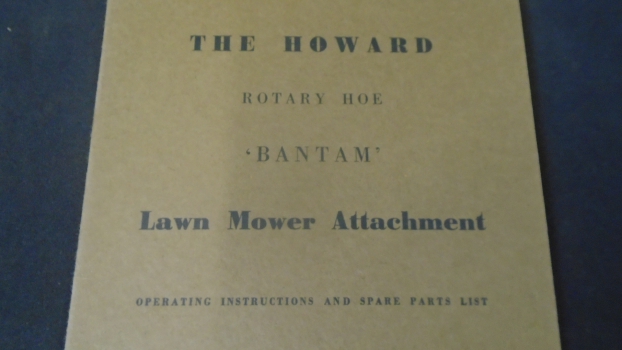 THE HOWARD
ROTARY HOE
'BANTAM'
Lawn Mower Attachment
OPERATING INSTRUCTIONS AND SPARE PARTS LIST